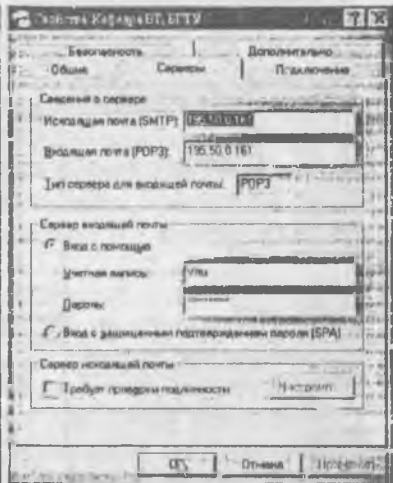 Свойства Кафедра ВТ, БГТУ
Безопасность Дополнительно
Общие Серверы Подключение
Сведения о сервере
Исходящая почта (SMTP):
Входящая почта (POP3): 195.50.0.161
Тип сервера для входящей почты: POP3
Сервер входящей почты
Вход с помощью
Учетная запись:
Пароль:
Вход с защищенным подтверждением пароля (SPA)
Сервер исходящей почты
Требует проверки подлинности Настроить...
OK Отмена Применить